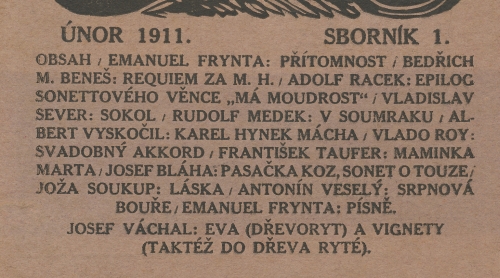 ÚNOR 1911. SBORNÍK 1.
OBSAH / EMANUEL FRYNTA: PŘÍTOMNOST / BEDŘICH
M. BENEŠ: REQUIEM ZA M. H. / ADOLF RACEK: EPILOG
SONETTOVÉHO VĚNCE „MÁ MOUDROST“ / VLADISLAV
SEVER: SOKOL / RUDOLF MEDEK: V SOUMRAKU / AL-
BERT VYSKOČIL: KAREL HYNEK MÁCHA / VLADO ROY:
SVADOBNÝ AKKORD / FRANTIŠEK TAUFER: MAMINKA
MARTA / JOSEF BLÁHA: PASAČKA KOZ, SONET O TOUZE /
JOŽA SOUKUP: LÁSKA / ANTONÍN VESELÝ: SRPNOVÁ
BOUŘE / EMANUEL FRYNTA: PÍSNĚ.
JOSEF VÁCHAL: EVA (DŘEVORYT) A VIGNETY
(TAKTÉŽ DO DŘEVA RYTÉ).